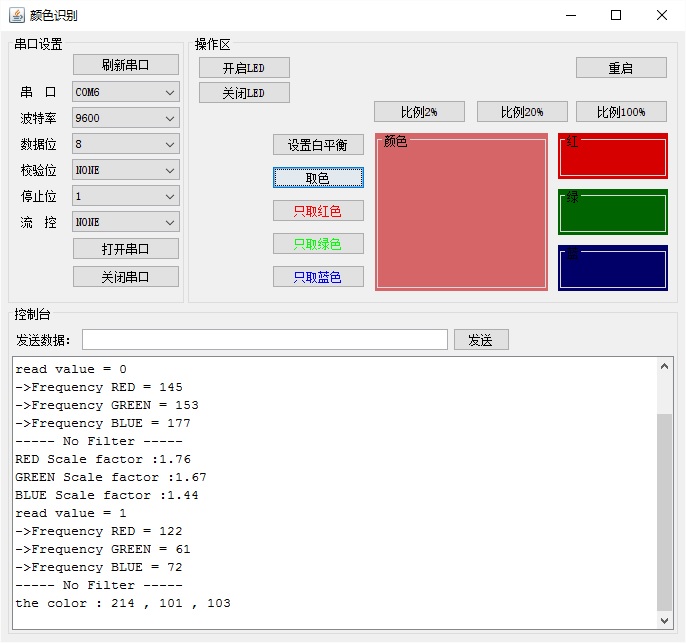 颜色识别
串口设置
刷新串口
串 口 COM6
波特率 9600
数据位 8
校验位 NONE
停止位 1
流 控 NONE
打开串口
关闭串口
操作区
开启LED
关闭LED
重启
比例2% 比例20% 比例100%
设置白平衡
取色
只取红色
只取绿色
只取蓝色
颜色
红
绿
控制台
发送数据: 发送
read value = 0
->Frequency RED = 145
->Frequency GREEN = 153
->Frequency BLUE = 177
----- No Filter -----
RED Scale factor :1.76
GREEN Scale factor :1.67
BLUE Scale factor :1.44
read value = 1
->Frequency RED = 122
->Frequency GREEN = 61
->Frequency BLUE = 72
----- No Filter -----
the color : 214 , 101 , 103